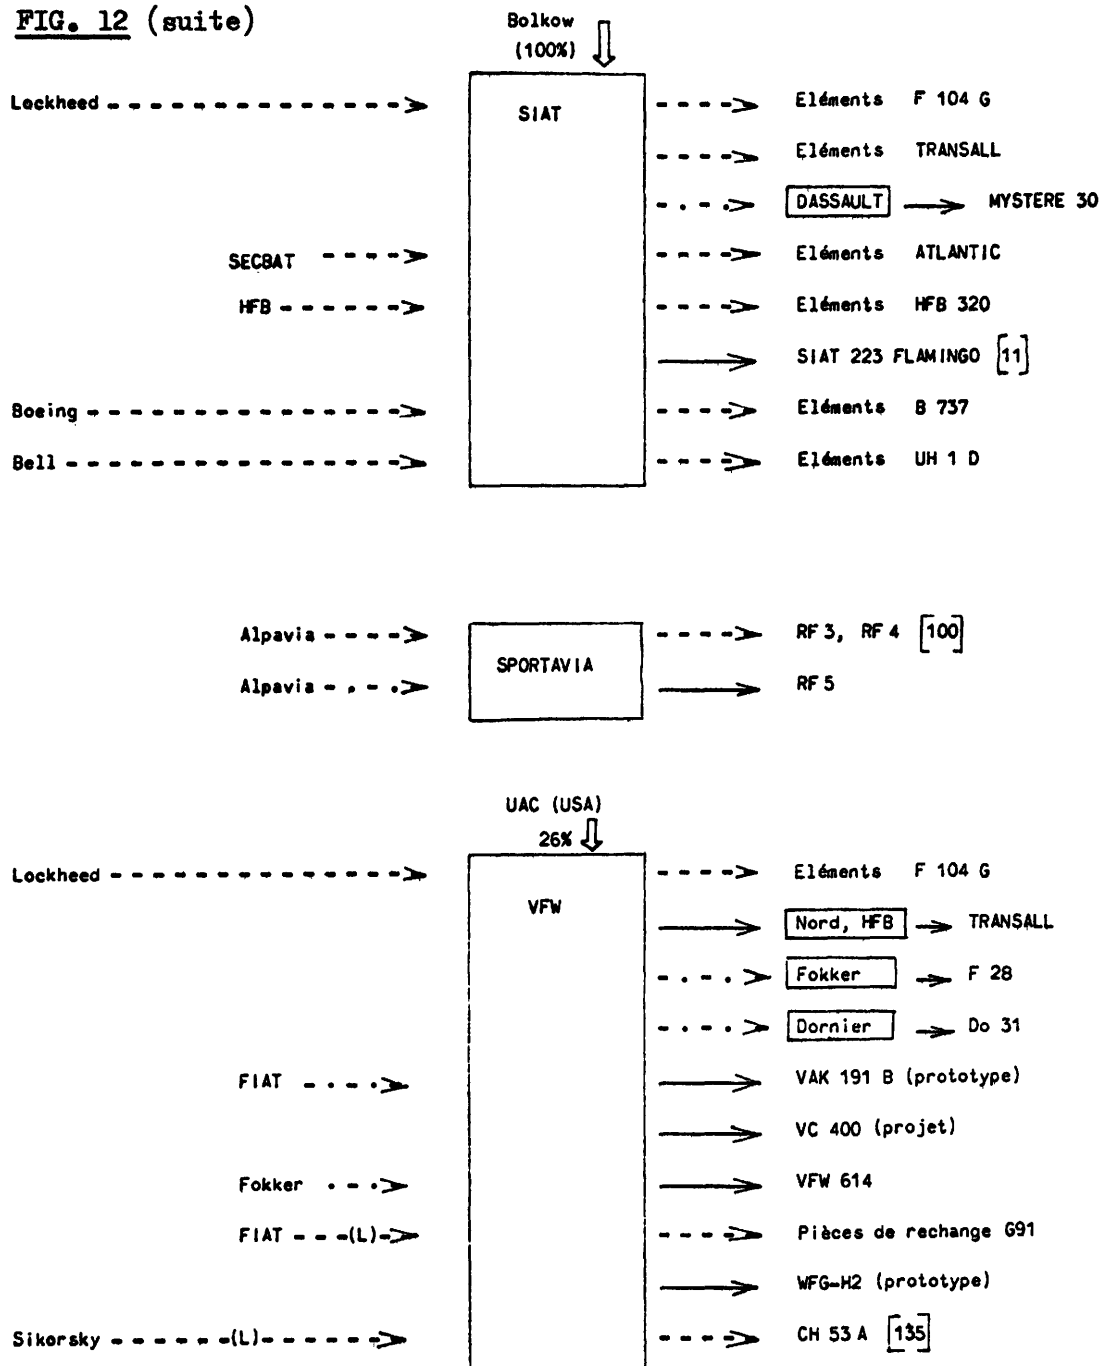 FIG. 12 (suite)
Bolkow
(100%)
Lockheed
SIAT
Eléments F 104 G
Eléments TRANSALL
DASSAULT MYSTERE 30
SECBAT
Eléments ATLANTIC
HFB
Eléments HFB 320
SIAT 223 FLAMINGO [11]
Boeing
Eléments B 737
Bell
Eléments UH 1 D
Alpavia
RF 3, RF 4 [100]
SPORTAVIA
Alpavia
RF 5
UAC (USA)
26%
Lockheed
Eléments F 104 G
VFW
Nord, HFB TRANSALL
Fokker F 28
Dornier Do 31
FIAT
VAK 191 B (prototype)
VC 400 (projet)
Fokker
VFW 614
FIAT (L)
Pièces de rechange G91
WFG-H2 (prototype)
Sikorsky (L)
CH 53 A [135]